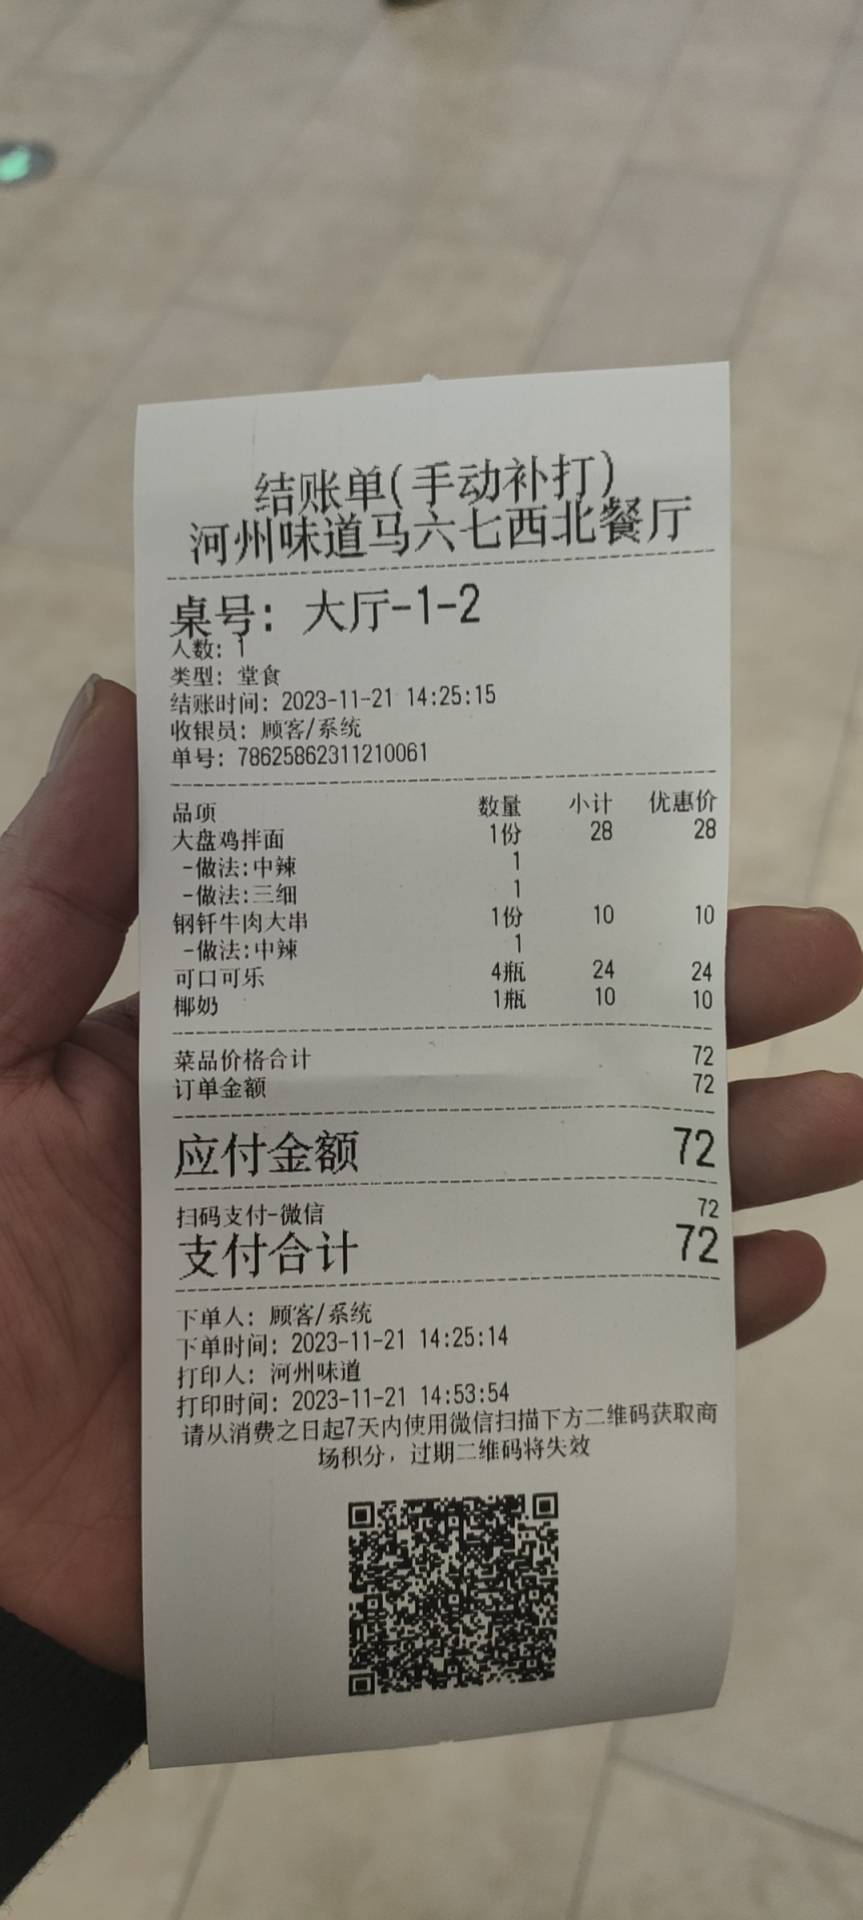 结账单(手动补打)
河州味道马六七西北餐厅
桌号: 大厅-1-2
人数: 1
类型: 堂食
结账时间: 2023-11-21 14:25:15
收银员: 顾客/系统
单号: 78625862311210061
品项 数量 小计 优惠价
大盘鸡拌面 1份 28 28
-做法:中辣 1
-做法:三细 1
钢钎牛肉大串 1份 10 10
-做法:中辣 1
可口可乐 4瓶 24 24
椰奶 1瓶 10 10
菜品价格合计 72
订单金额 72
应付金额 72
扫码支付-微信 72
支付合计 72
下单人: 顾客/系统
下单时间: 2023-11-21 14:25:14
打印人: 河州味道
打印时间: 2023-11-21 14:53:54
请从消费之日起7天内使用微信扫描下方二维码获取商
场积分，过期二维码将失效